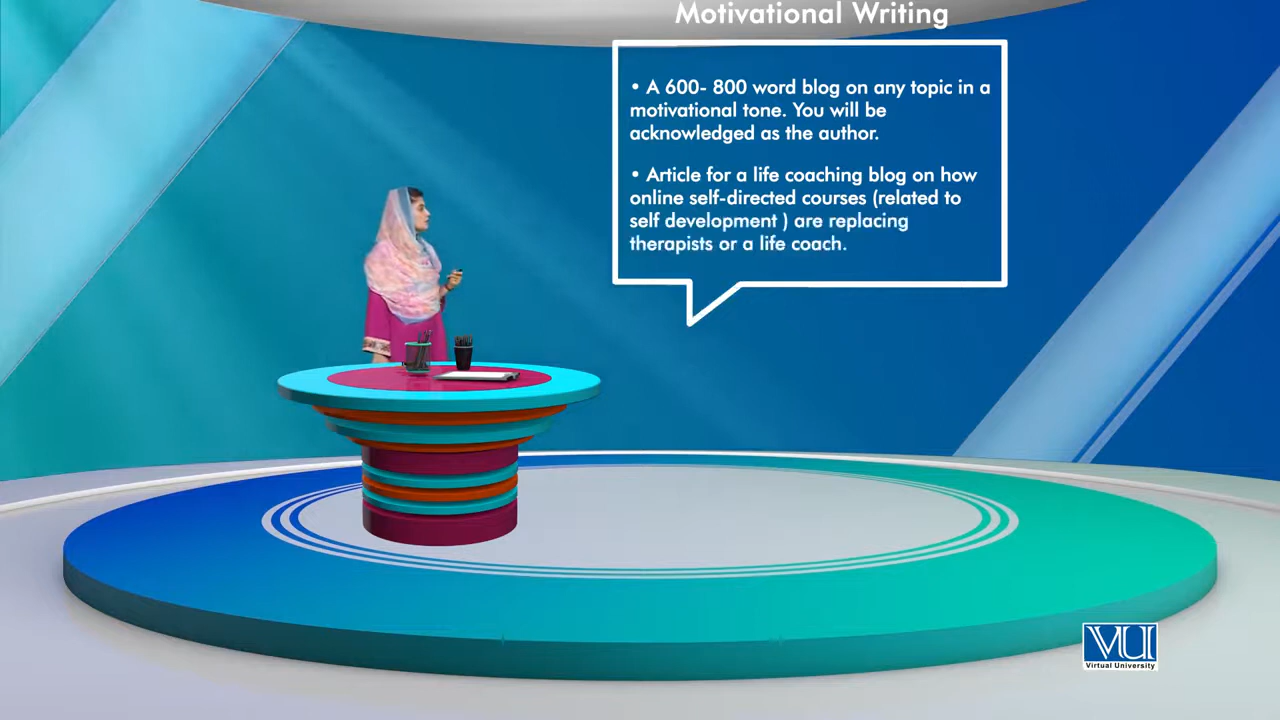 Motivational Writing
• A 600- 800 word blog on any topic in a
motivational tone. You will be
acknowledged as the author.
• Article for a life coaching blog on how
online self-directed courses (related to
self development ) are replacing
therapists or a life coach.
VU
Virtual University